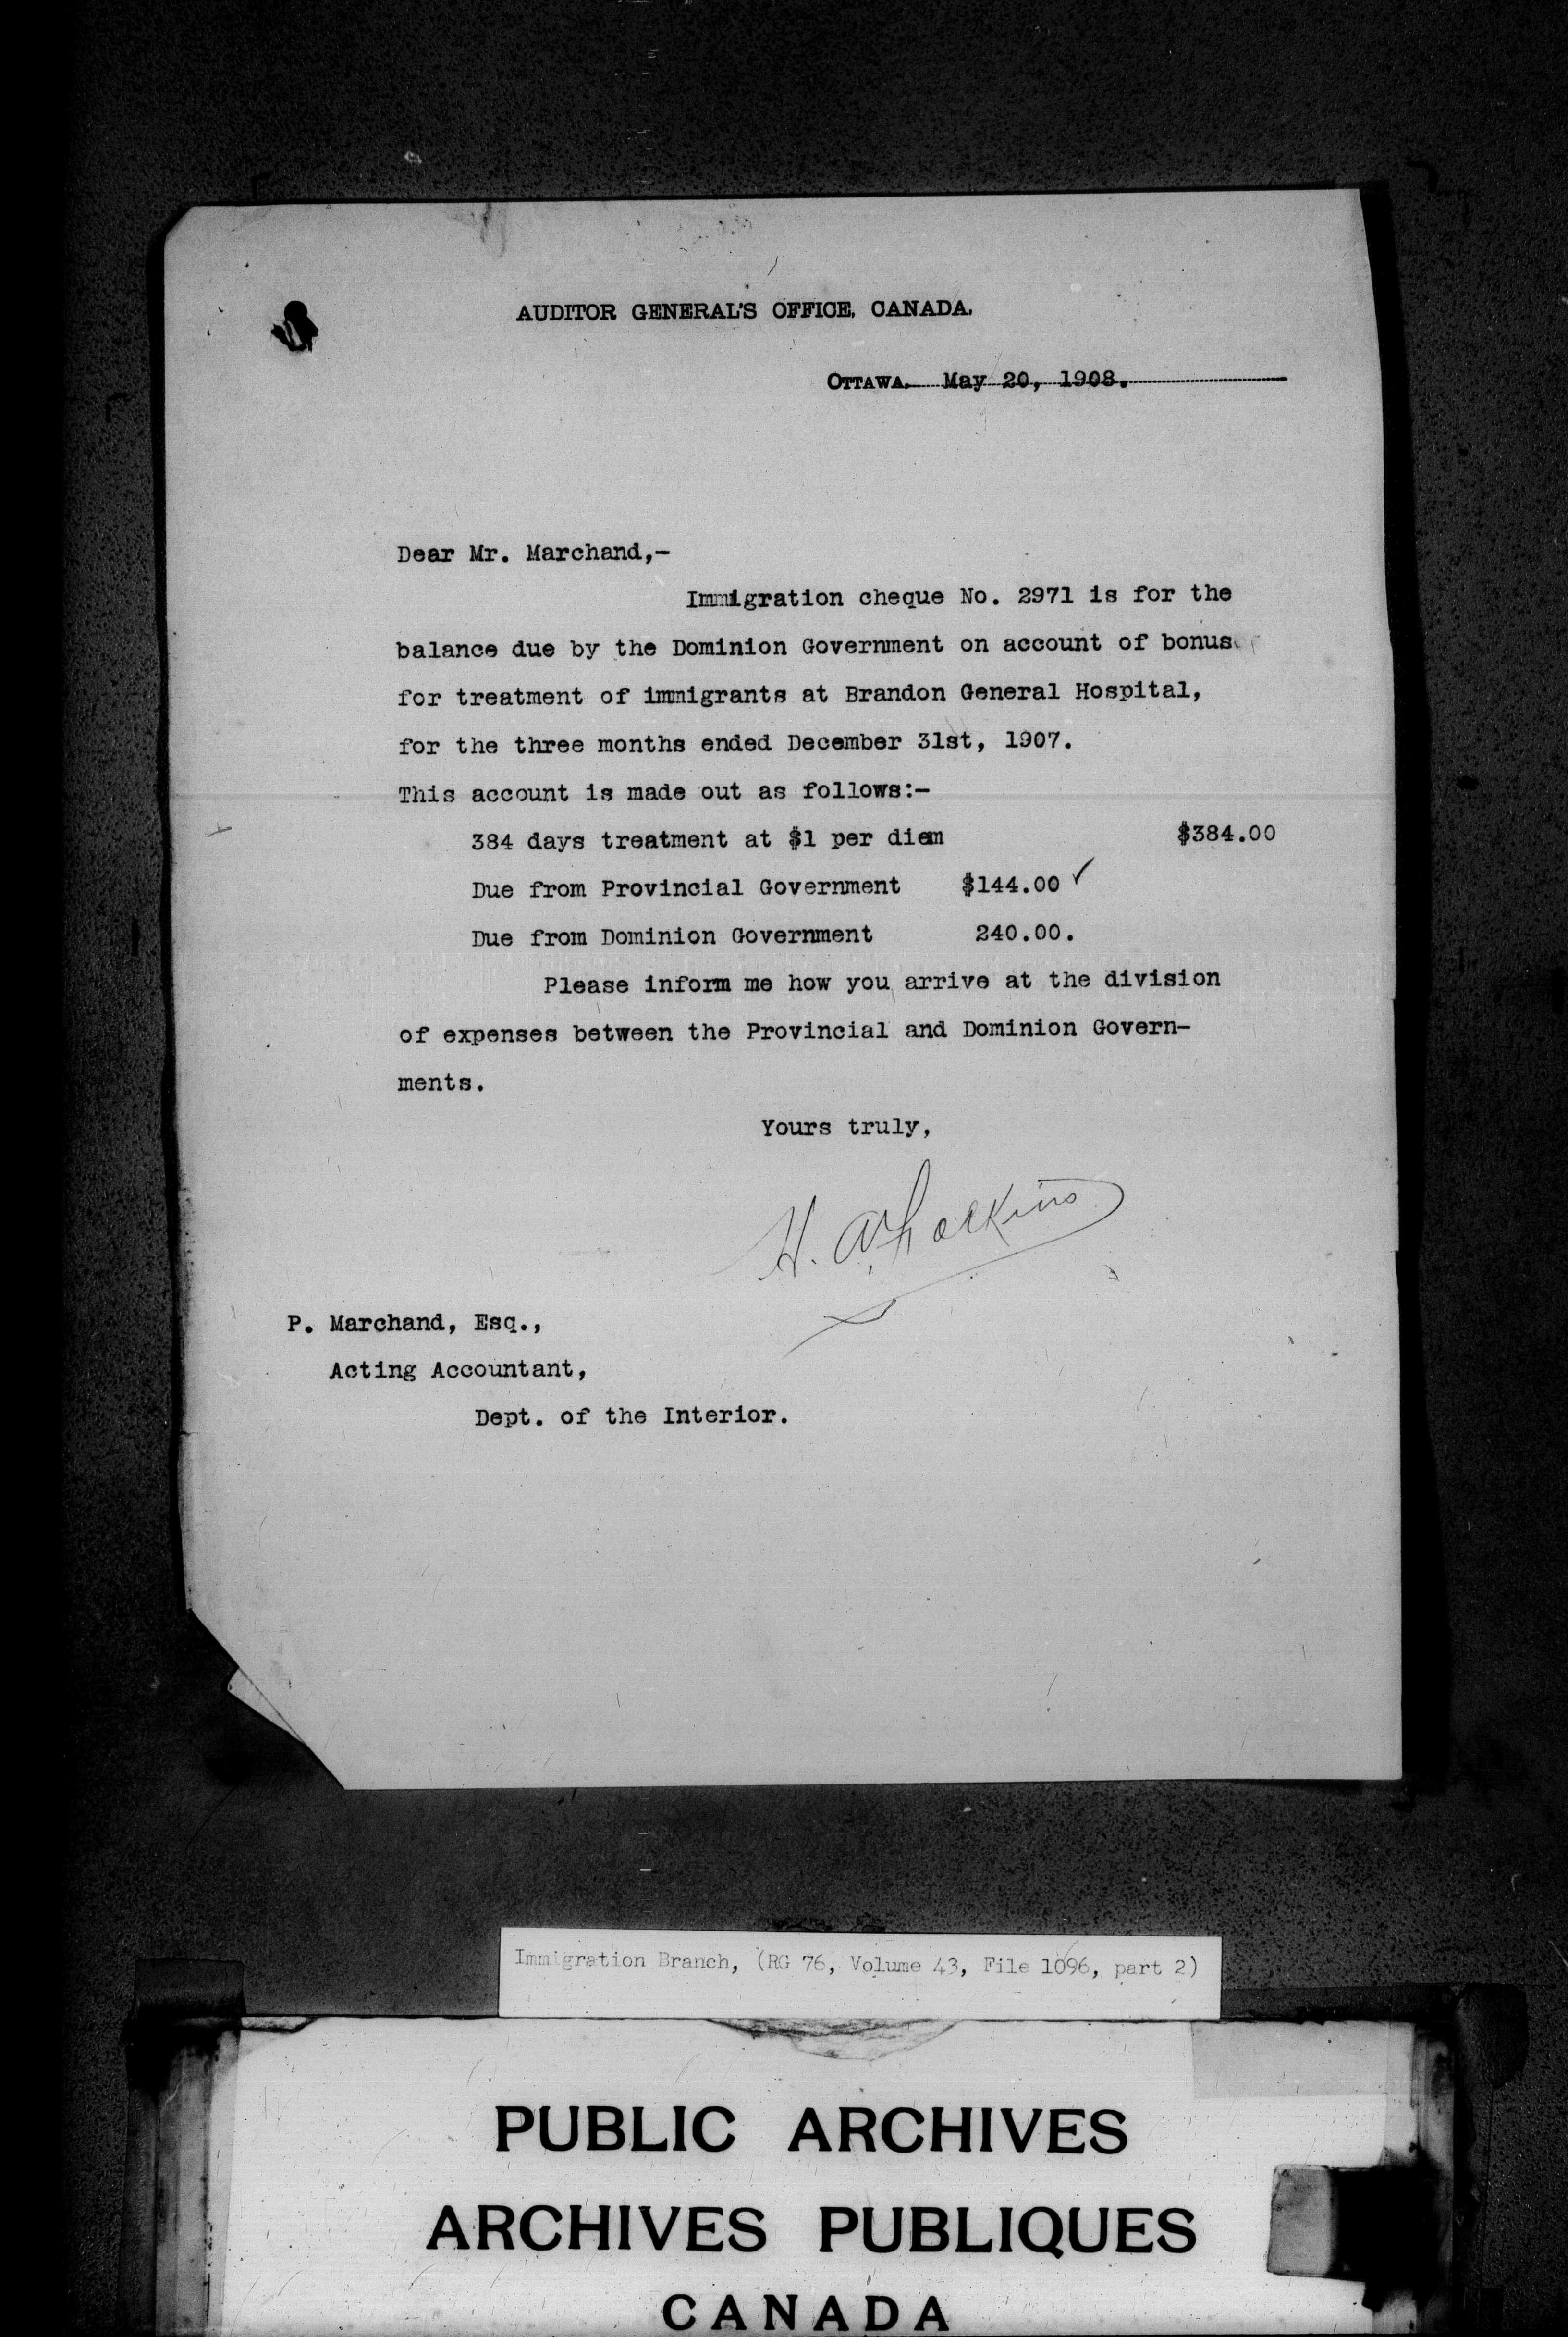 AUDITOR GENERAL'S OFFICE, CANADA.
OTTAWA. May 20, 1908.
Dear Mr. Marchand,-
Immigration cheque No. 2971 is for the
balance due by the Dominion Government on account of bonus
for treatment of immigrants at Brandon General Hospital,
for the three months ended December 31st, 1907.
This account is made out as follows:-
384 days treatment at $1 per diem $384.00
Due from Provincial Government $144.00 ✓
Due from Dominion Government 240.00.
Please inform me how you arrive at the division
of expenses between the Provincial and Dominion Govern-
ments.
Yours truly,
H. A.
P. Marchand, Esq.,
Acting Accountant,
Dept. of the Interior.
Immigration Branch, (RG 76, Volume 43, File 1096, part 2)
PUBLIC ARCHIVES
ARCHIVES PUBLIQUES
CANADA